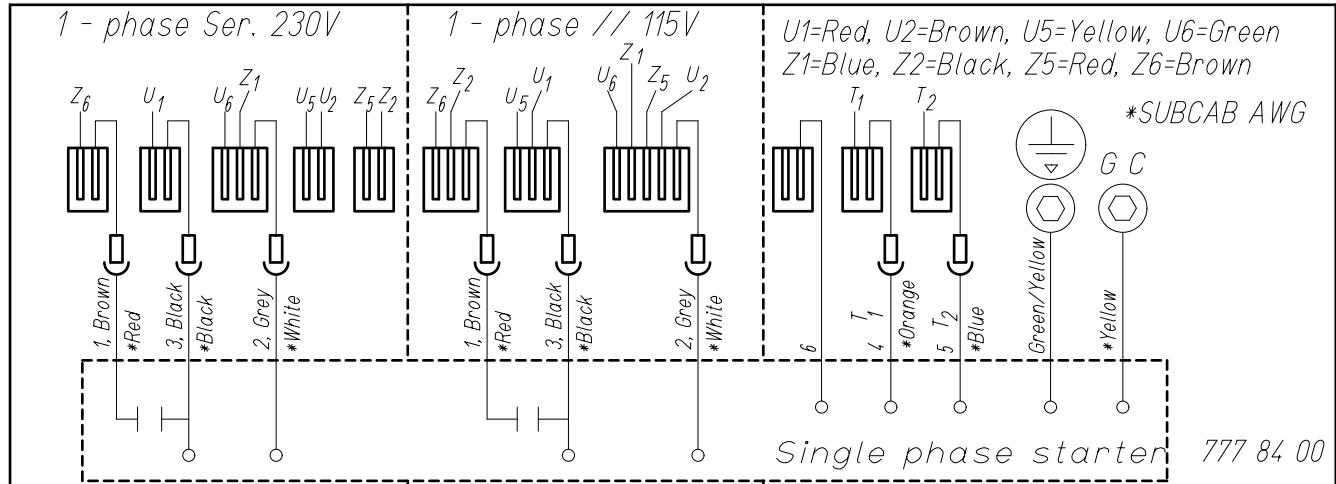 1 - phase Ser. 230V
Z6 U1 U6 Z1 U5 U2 Z5 Z2
1, Brown
*Red
3, Black
*Black
2, Grey
*White
1 - phase // 115V
Z6 Z2 U5 U1 U6 Z1 Z5 U2
1, Brown
*Red
3, Black
*Black
2, Grey
*White
U1=Red, U2=Brown, U5=Yellow, U6=Green
Z1=Blue, Z2=Black, Z5=Red, Z6=Brown
*SUBCAB AWG
T1 T2
G C
6
4 T1
*Orange
5 T2
*Blue
Green/Yellow
*Yellow
Single phase starter
777 84 00